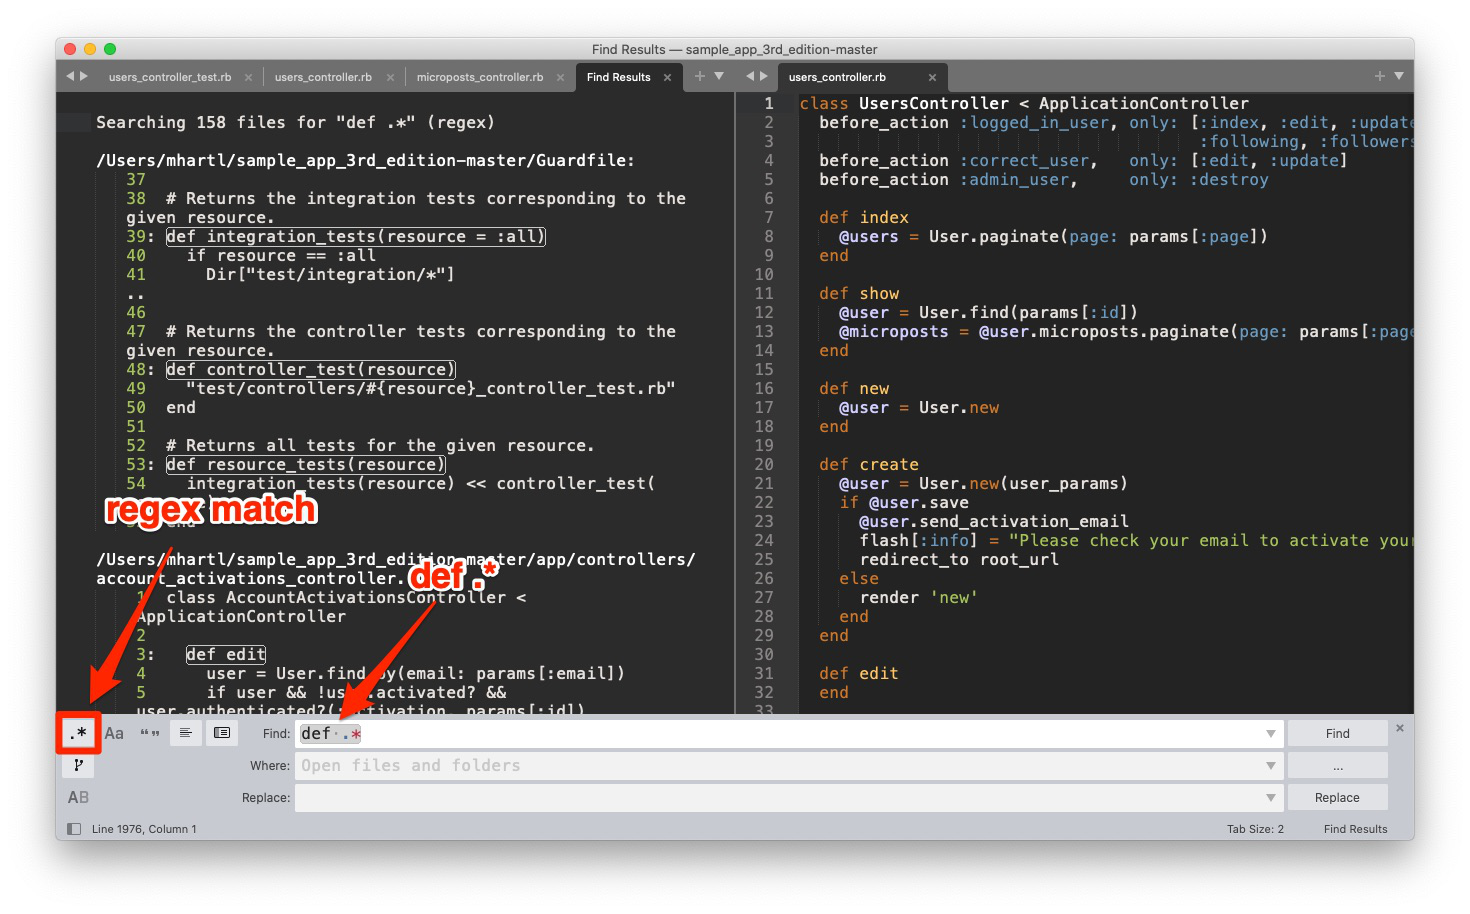 Find Results — sample_app_3rd_edition-master
users_controller_test.rb
users_controller.rb
microposts_controller.rb
Find Results
users_controller.rb
Searching 158 files for "def .*" (regex)
/Users/mhartl/sample_app_3rd_edition-master/Guardfile:
37
38 # Returns the integration tests corresponding to the
given resource.
39: def integration_tests(resource = :all)
40 if resource == :all
41 Dir["test/integration/*"]
..
46
47 # Returns the controller tests corresponding to the
given resource.
48: def controller_test(resource)
49 "test/controllers/#{resource}_controller_test.rb"
50 end
51
52 # Returns all tests for the given resource.
53: def resource_tests(resource)
54 integration_tests(resource) << controller_test(
regex match
end
/Users/mhartl/sample_app_3rd_edition-master/app/controllers/
account_activations_controller.
def .*
1 class AccountActivationsController <
ApplicationController
2
3: def edit
4 user = User.find_by(email: params[:email])
5 if user && !user.activated? &&
user.authenticated?(:activation, params[:id])
1 class UsersController < ApplicationController
2 before_action :logged_in_user, only: [:index, :edit, :update
3 :following, :followers
4 before_action :correct_user, only: [:edit, :update]
5 before_action :admin_user, only: :destroy
6
7 def index
8 @users = User.paginate(page: params[:page])
9 end
10
11 def show
12 @user = User.find(params[:id])
13 @microposts = @user.microposts.paginate(page: params[:page
14 end
15
16 def new
17 @user = User.new
18 end
19
20 def create
21 @user = User.new(user_params)
22 if @user.save
23 @user.send_activation_email
24 flash[:info] = "Please check your email to activate your
25 redirect_to root_url
26 else
27 render 'new'
28 end
29 end
30
31 def edit
32 end
33
.* Aa “” Find: def .* Find
Where: Open files and folders ...
AB Replace: Replace
Line 1976, Column 1 Tab Size: 2 Find Results